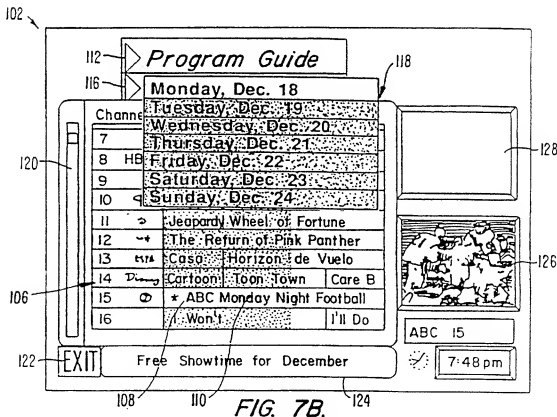 102
112
Program Guide
116
118
Monday, Dec. 18
Tuesday, Dec. 19
Wednesday, Dec. 20
Thursday, Dec. 21
Friday, Dec. 22
Saturday, Dec. 23
Sunday, Dec. 24
Channe
120
128
7
8 HB
9
10
11 Jeopardy Wheel of Fortune
12 The Return of Pink Panther
13 Casa Horizon de Vuelo
126
106
14 Disney Cartoon Toon Town Care B
15 ★ ABC Monday Night Football
16 I Won't I'll Do
ABC 15
122
EXIT
Free Showtime for December
7:48 pm
108
110
124
FIG. 7B.